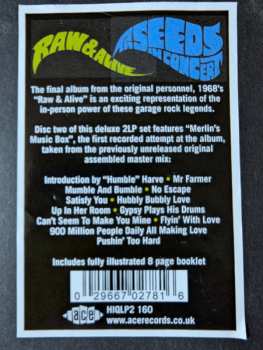 RAW & ALIVE
THE SEEDS
IN CONCERT
The final album from the original personnel, 1968's
"Raw & Alive" is an exciting representation of the
in-person power of these garage rock legends.
Disc two of this deluxe 2LP set features "Merlin's
Music Box", the first recorded attempt at the album,
taken from the previously unreleased original
assembled master mix:
Introduction by "Humble" Harve • Mr Farmer
Mumble And Bumble • No Escape
Satisfy You • Hubbly Bubbly Love
Up In Her Room • Gypsy Plays His Drums
Can't Seem To Make You Mine • Flyin' With Love
900 Million People Daily All Making Love
Pushin' Too Hard
Includes fully illustrated 8 page booklet
0 29667 02781 6
ace
RECORDS
HIQLP2 160
www.acerecords.co.uk